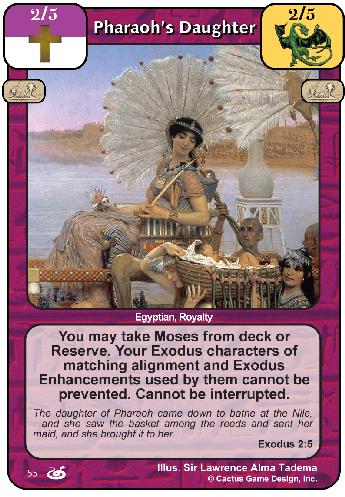 2/5
Pharaoh's Daughter
2/5
Egyptian, Royalty
You may take Moses from deck or
Reserve. Your Exodus characters of
matching alignment and Exodus
Enhancements used by them cannot be
prevented. Cannot be interrupted.
The daughter of Pharaoh came down to bathe at the Nile,
and she saw the basket among the reeds and sent her
maid, and she brought it to her.
Exodus 2:5
Illus. Sir Lawrence Alma Tadema
© Cactus Game Design, Inc.